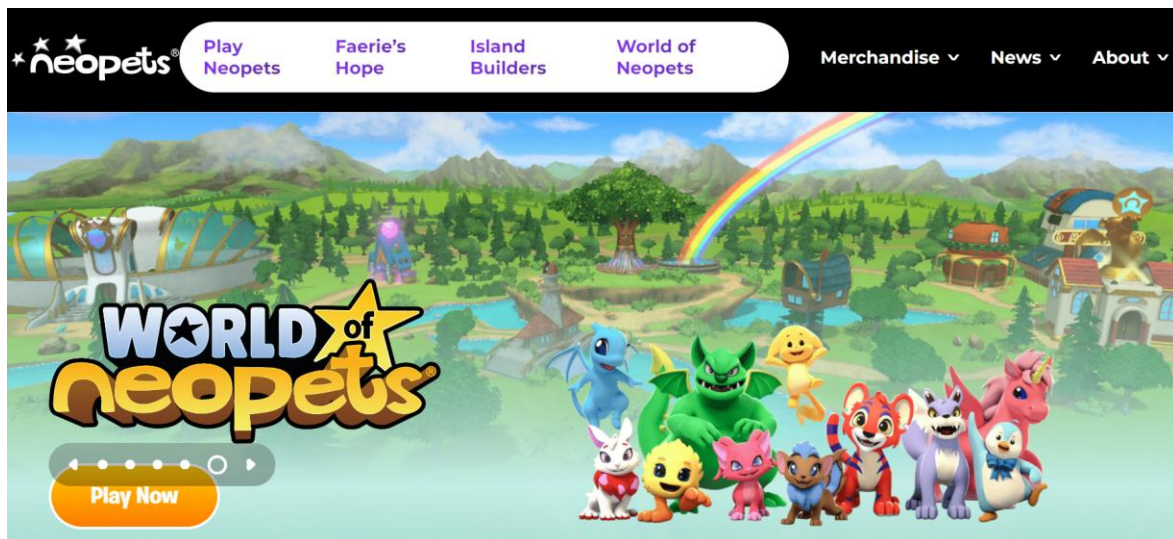 neopets®
Play Neopets
Faerie's Hope
Island Builders
World of Neopets
Merchandise
News
About
WORLD of
neopets®
Play Now